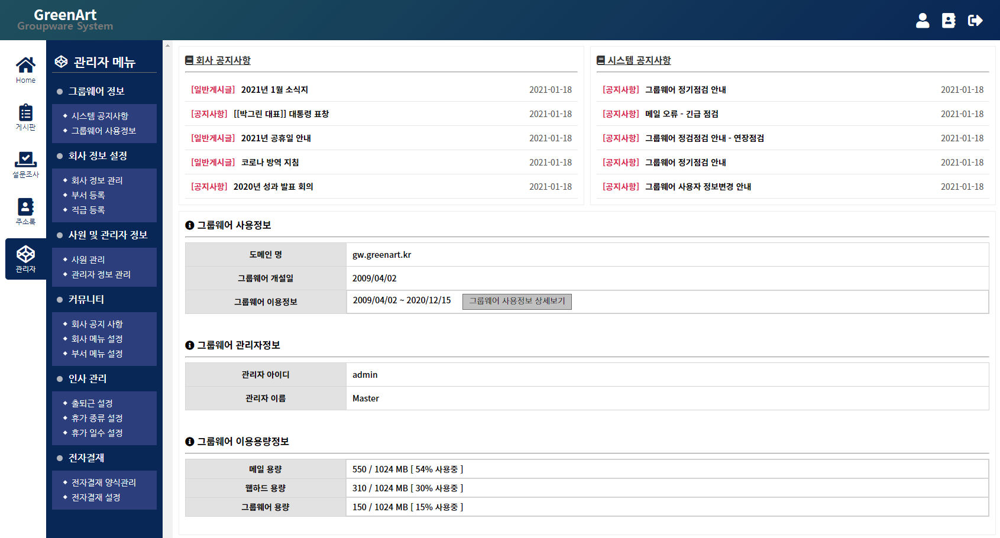 GreenArt
Groupware System
Home
게시판
설문조사
주소록
관리자
관리자 메뉴
그룹웨어 정보
시스템 공지사항
그룹웨어 사용정보
회사 정보 설정
회사 정보 관리
부서 등록
직급 등록
사원 및 관리자 정보
사원 관리
관리자 정보 관리
커뮤니티
회사 공지 사항
회사 메뉴 설정
부서 메뉴 설정
인사 관리
출퇴근 설정
휴가 종류 설정
휴가 일수 설정
전자결재
전자결재 양식관리
전자결재 설정
회사 공지사항
[일반게시글] 2021년 1월 소식지 2021-01-18
[공지사항] [[박그린 대표]] 대통령 표창 2021-01-18
[일반게시글] 2021년 공휴일 안내 2021-01-18
[일반게시글] 코로나 방역 지침 2021-01-18
[공지사항] 2020년 성과 발표 회의 2021-01-18
시스템 공지사항
[공지사항] 그룹웨어 정기점검 안내 2021-01-18
[공지사항] 메일 오류 - 긴급 점검 2021-01-18
[공지사항] 그룹웨어 정검점검 안내 - 연장점검 2021-01-18
[공지사항] 그룹웨어 정기점검 안내 2021-01-18
[공지사항] 그룹웨어 사용자 정보변경 안내 2021-01-18
그룹웨어 사용정보
도메인 명 gw.greenart.kr
그룹웨어 개설일 2009/04/02
그룹웨어 이용정보 2009/04/02 ~ 2020/12/15 그룹웨어 사용정보 상세보기
그룹웨어 관리자정보
관리자 아이디 admin
관리자 이름 Master
그룹웨어 이용용량정보
메일 용량 550 / 1024 MB [ 54% 사용중 ]
웹하드 용량 310 / 1024 MB [ 30% 사용중 ]
그룹웨어 용량 150 / 1024 MB [ 15% 사용중 ]